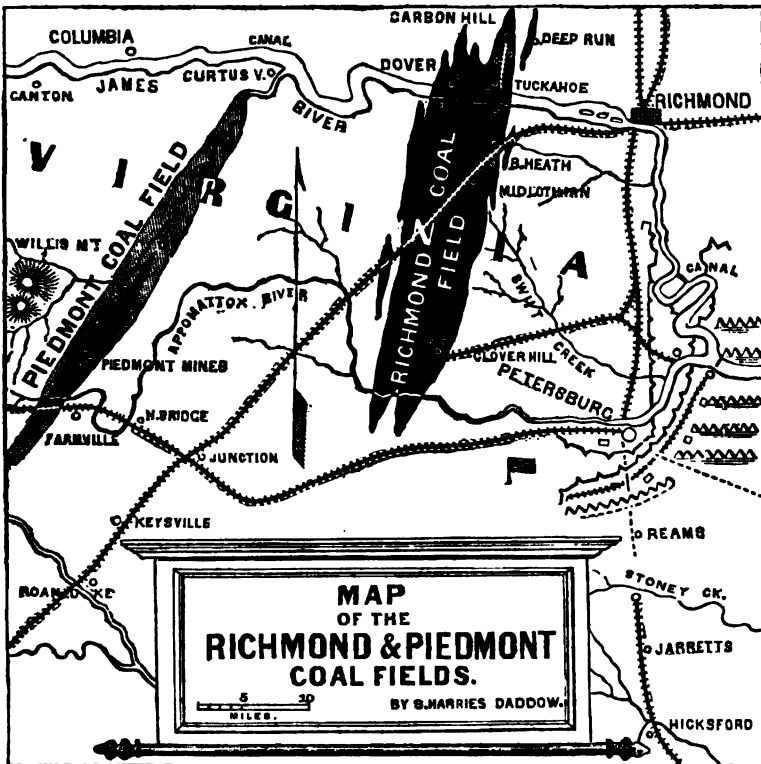 CARBON HILL
COLUMBIA
CANAL
DEEP RUN
DOVER
CURTUS V.
CANTON
JAMES
RIVER
TUCKAHOE
RICHMOND
VIRGINIA
B.HEATH
MIDLOTHIAN
PIEDMONT COAL FIELD
RICHMOND COAL
FIELD
WILLIS MT
CANAL
APPOMATTOX RIVER
SWIFT
CREEK
CLOVER HILL
PIEDMONT MINES
PETERSBURG
FARMVILLE
H.BRIDGE
JUNCTION
KEYSVILLE
REAMS
ROANOKE
STONEY CK.
JARRETTS
HICKSFORD
MAP
OF THE
RICHMOND & PIEDMONT
COAL FIELDS.
5 10
MILES.
BY S.HARRIES DADDOW.